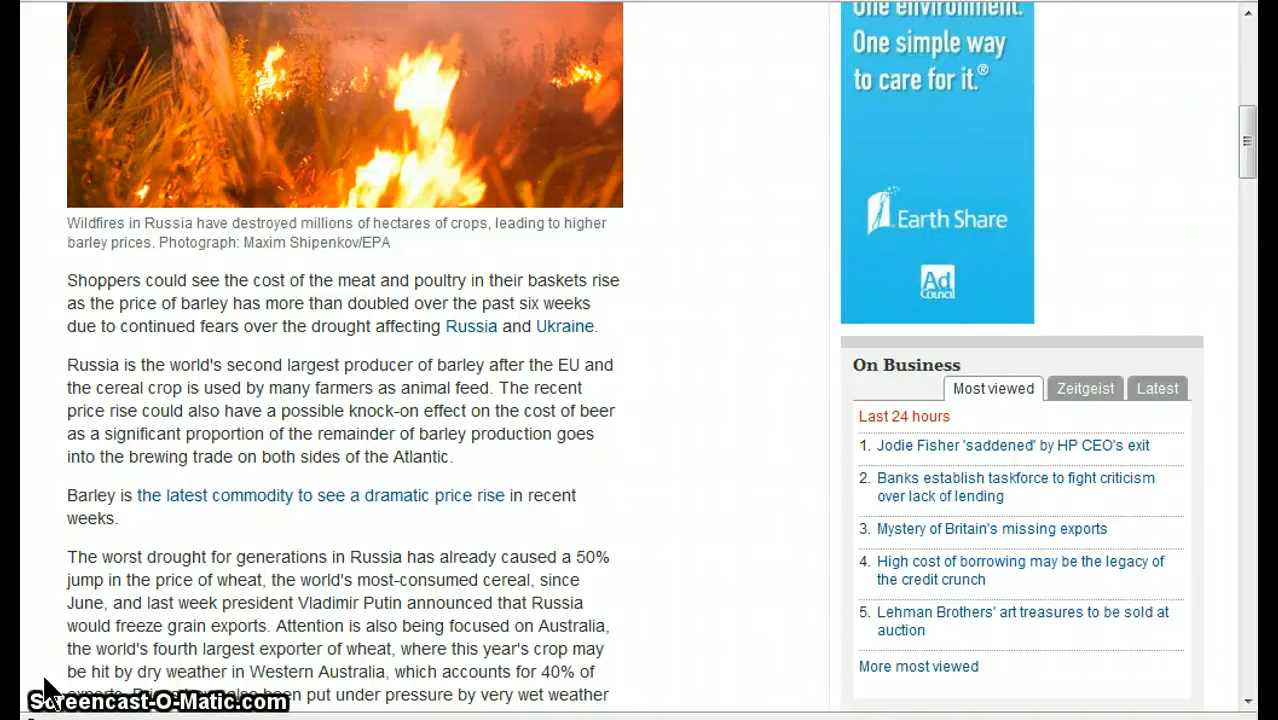 One environment.
One simple way
to care for it.®
Earth Share
Ad
Council
Wildfires in Russia have destroyed millions of hectares of crops, leading to higher
barley prices. Photograph: Maxim Shipenkov/EPA
Shoppers could see the cost of the meat and poultry in their baskets rise
as the price of barley has more than doubled over the past six weeks
due to continued fears over the drought affecting Russia and Ukraine.
Russia is the world's second largest producer of barley after the EU and
the cereal crop is used by many farmers as animal feed. The recent
price rise could also have a possible knock-on effect on the cost of beer
as a significant proportion of the remainder of barley production goes
into the brewing trade on both sides of the Atlantic.
Barley is the latest commodity to see a dramatic price rise in recent
weeks.
The worst drought for generations in Russia has already caused a 50%
jump in the price of wheat, the world's most-consumed cereal, since
June, and last week president Vladimir Putin announced that Russia
would freeze grain exports. Attention is also being focused on Australia,
the world's fourth largest exporter of wheat, where this year's crop may
be hit by dry weather in Western Australia, which accounts for 40% of
been put under pressure by very wet weather
On Business
Most viewed Zeitgeist Latest
Last 24 hours
1. Jodie Fisher 'saddened' by HP CEO's exit
2. Banks establish taskforce to fight criticism
over lack of lending
3. Mystery of Britain's missing exports
4. High cost of borrowing may be the legacy of
the credit crunch
5. Lehman Brothers' art treasures to be sold at
auction
More most viewed
Screencast-O-Matic.com